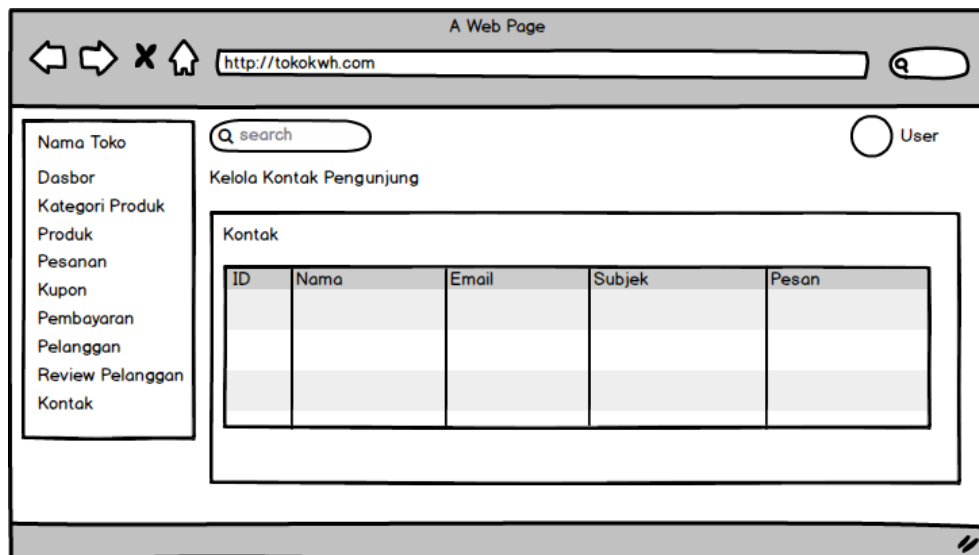 A Web Page
http://tokokwh.com
Nama Toko
Dasbor
Kategori Produk
Produk
Pesanan
Kupon
Pembayaran
Pelanggan
Review Pelanggan
Kontak
search
User
Kelola Kontak Pengunjung
Kontak
ID Nama Email Subjek Pesan